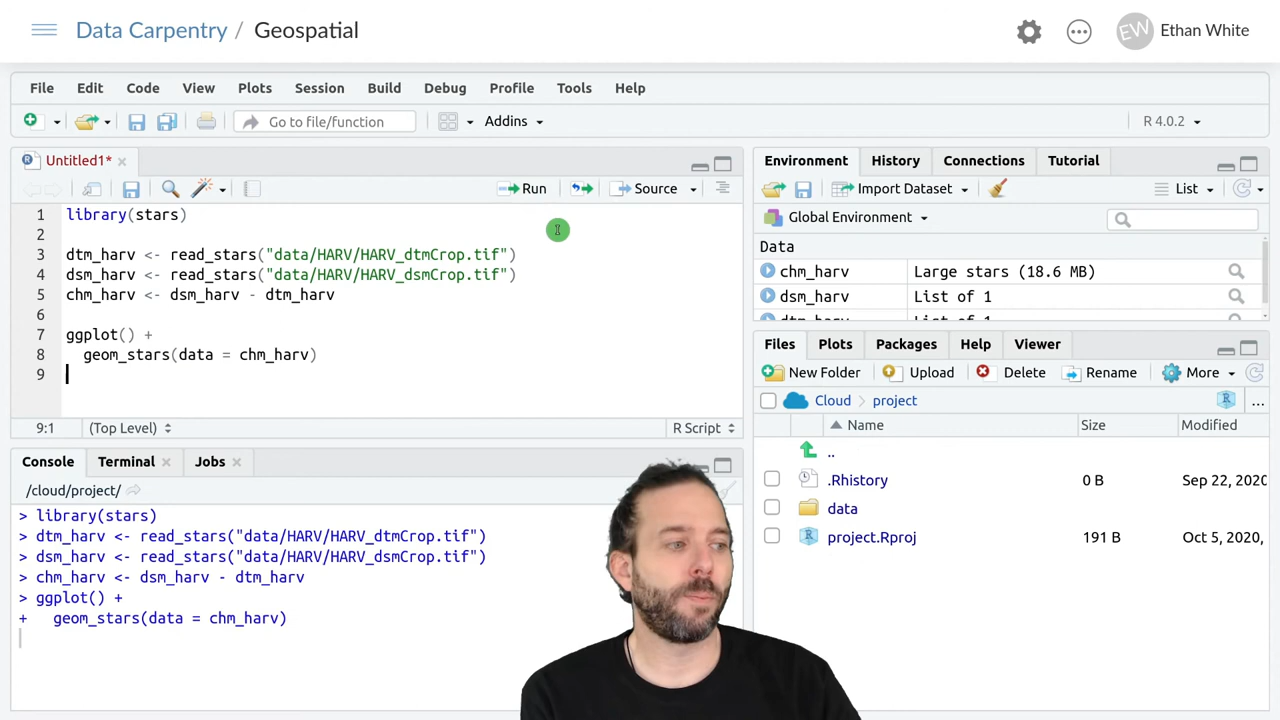 Data Carpentry / Geospatial
EW Ethan White
File Edit Code View Plots Session Build Debug Profile Tools Help
Go to file/function Addins R 4.0.2
Untitled1*
Run Source
1 library(stars)
2
3 dtm_harv <- read_stars("data/HARV/HARV_dtmCrop.tif")
4 dsm_harv <- read_stars("data/HARV/HARV_dsmCrop.tif")
5 chm_harv <- dsm_harv - dtm_harv
6
7 ggplot() +
8 geom_stars(data = chm_harv)
9
9:1 (Top Level) R Script
Console Terminal Jobs
/cloud/project/
> library(stars)
> dtm_harv <- read_stars("data/HARV/HARV_dtmCrop.tif")
> dsm_harv <- read_stars("data/HARV/HARV_dsmCrop.tif")
> chm_harv <- dsm_harv - dtm_harv
> ggplot() +
+ geom_stars(data = chm_harv)
Environment History Connections Tutorial
Import Dataset List
Global Environment
Data
chm_harv Large stars (18.6 MB)
dsm_harv List of 1
dtm_harv List of 1
Files Plots Packages Help Viewer
New Folder Upload Delete Rename More
Cloud project ...
Name Size Modified
..
.Rhistory 0 B Sep 22, 2020
data
project.Rproj 191 B Oct 5, 2020,